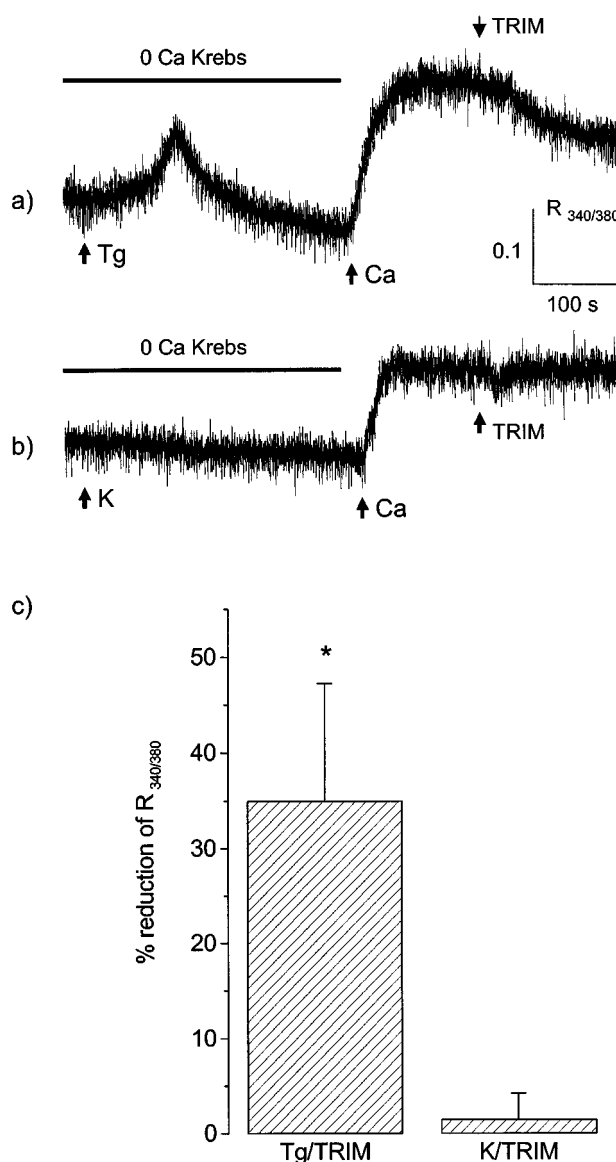 TRIM
0 Ca Krebs
a)
Tg
Ca
R 340/380
0.1
100 s
0 Ca Krebs
b)
K
Ca
TRIM
c)
*
% reduction of R 340/380
50
40
30
20
10
0
Tg/TRIM
K/TRIM